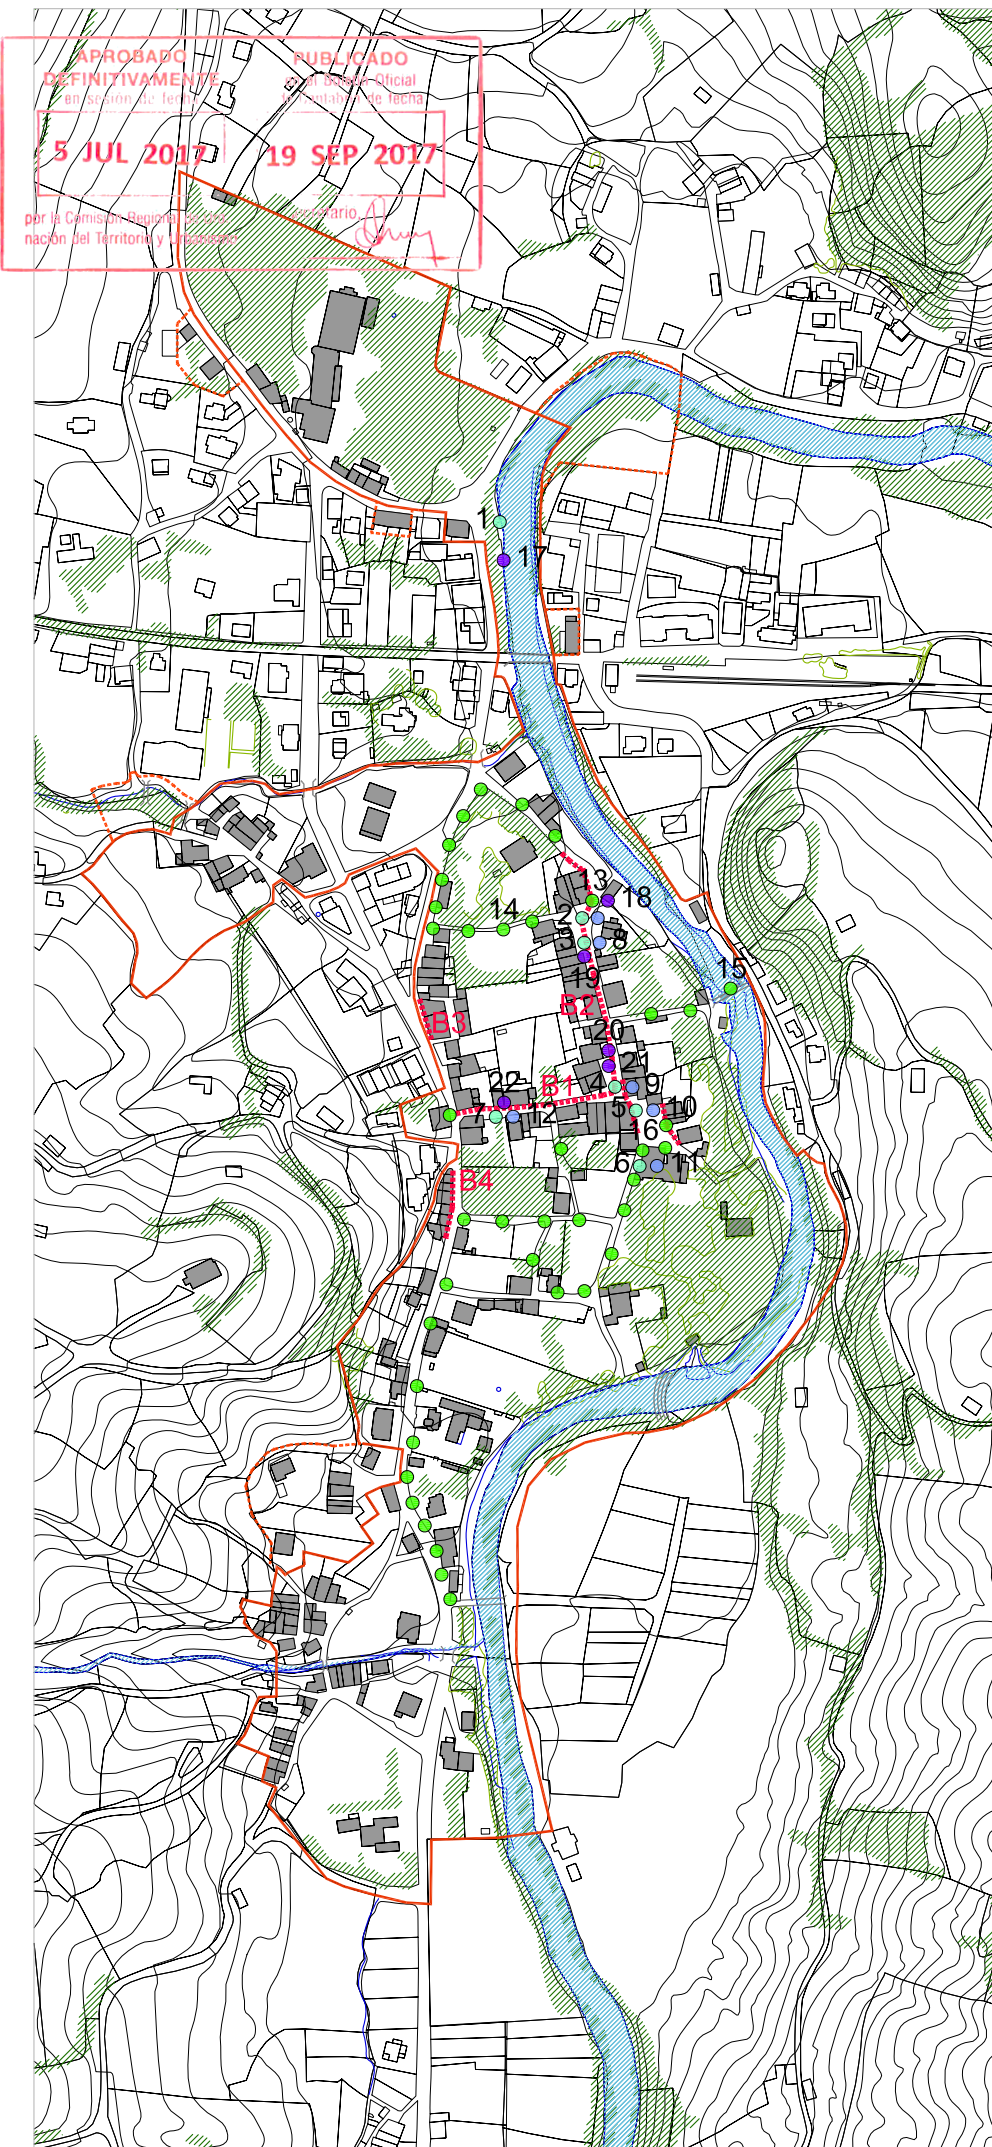 APROBADO
DEFINITIVAMENTE
en sesión de fecha
5 JUL 2017
por la Comisión Regional de
nación del Territorio y Urbanismo
PUBLICADO
en el Boletín Oficial
de Cantabria de fecha
19 SEP 2017
1
17
13
18
2
14
3
8
19
15
B2
B3
20
21
22
B1
4
9
7
12
5
10
16
6
11
B4